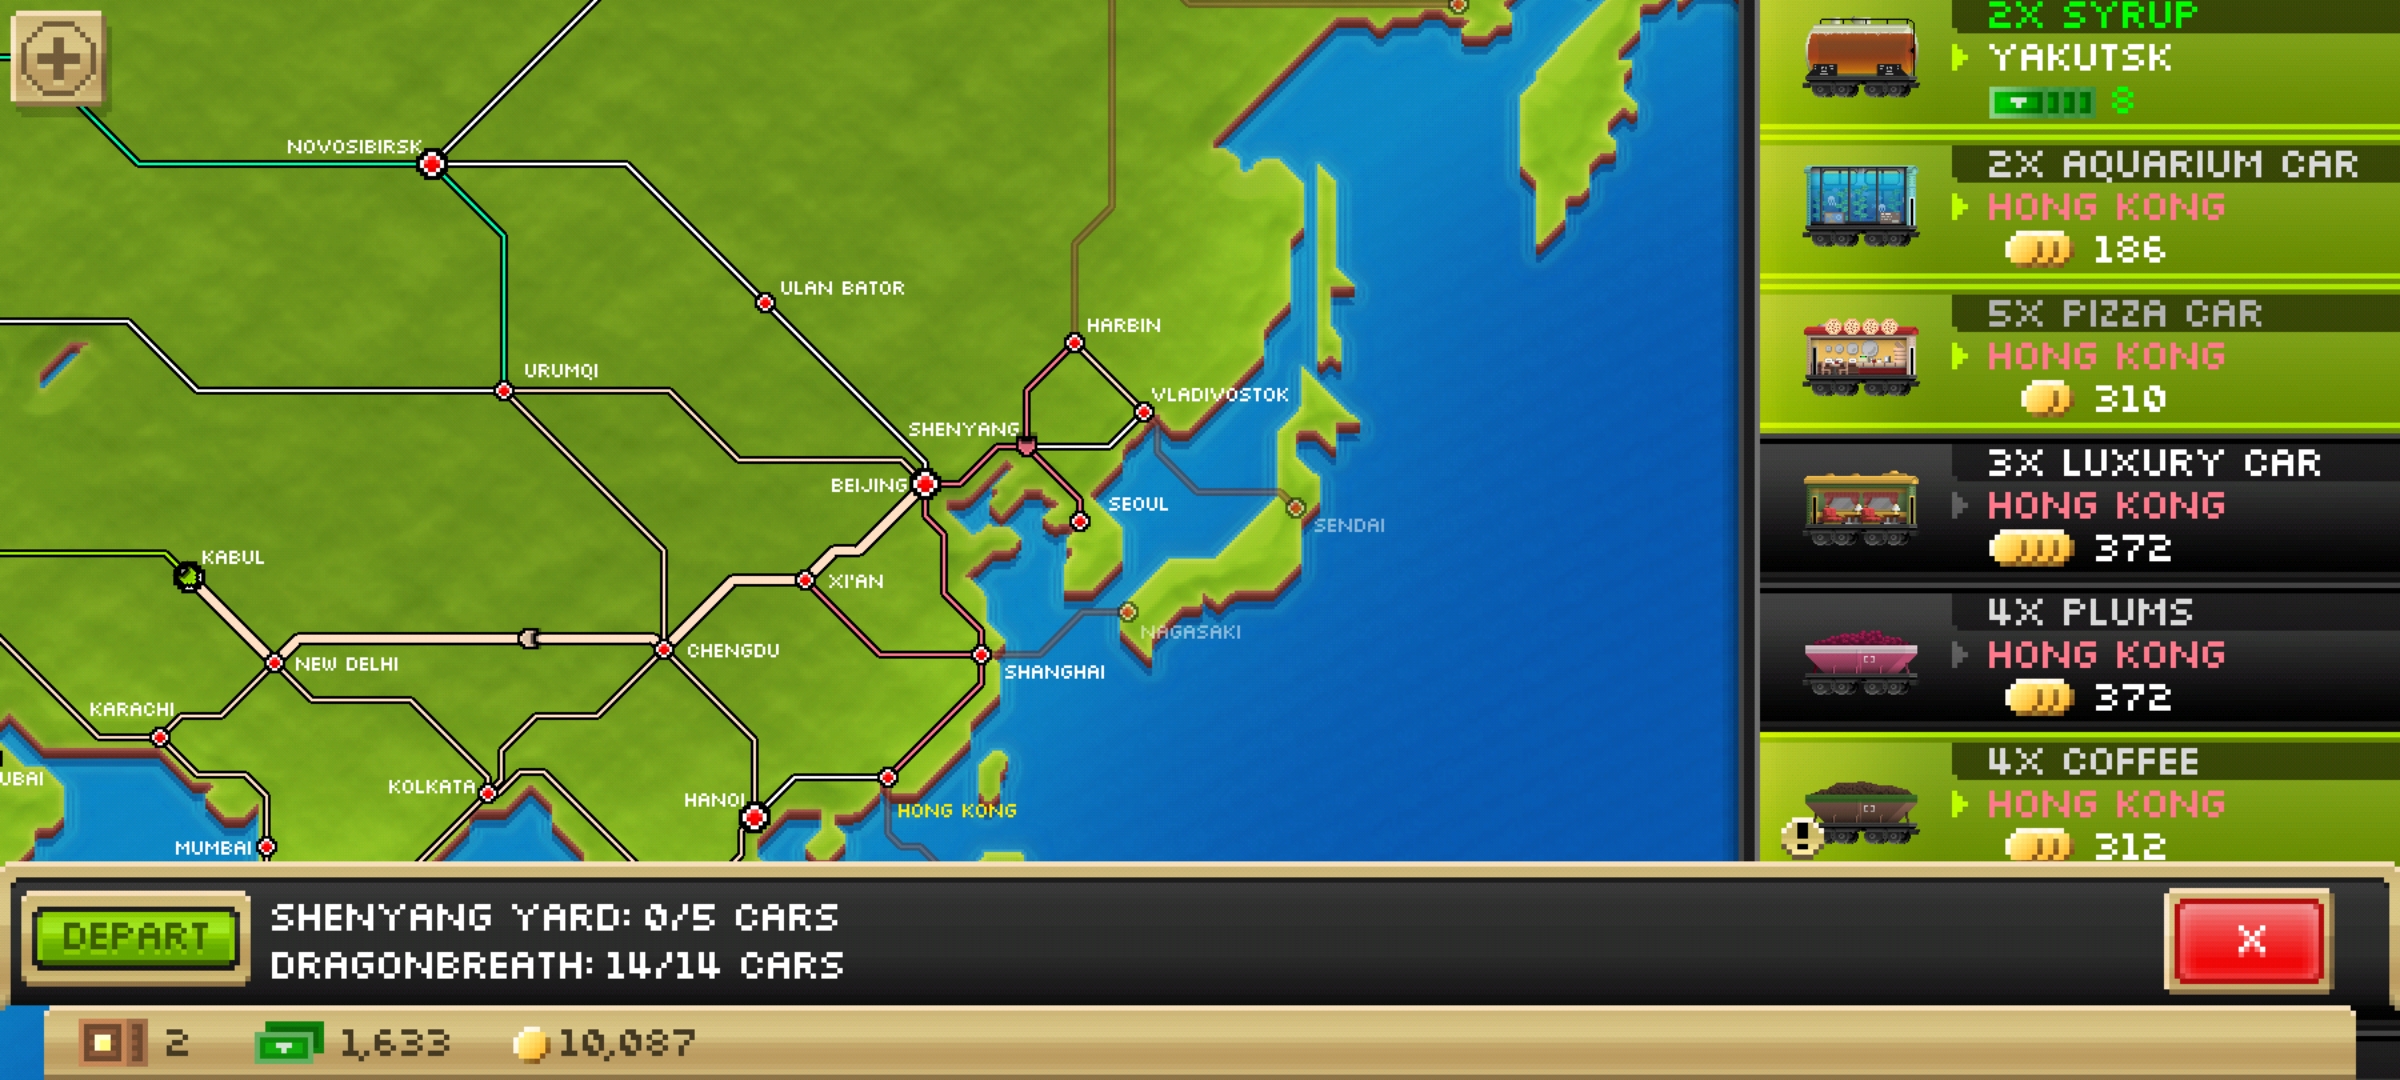 NOVOSIBIRSK
ULAN BATOR
HARBIN
URUMQI
VLADIVOSTOK
SHENYANG
BEIJING
SEOUL
SENDAI
KABUL
XI'AN
NAGASAKI
NEW DELHI
CHENGDU
SHANGHAI
KARACHI
UBAI
KOLKATA
HANOI
HONG KONG
MUMBAI
2X SYRUP
YAKUTSK
8
2X AQUARIUM CAR
HONG KONG
186
5X PIZZA CAR
HONG KONG
310
3X LUXURY CAR
HONG KONG
372
4X PLUMS
HONG KONG
372
4X COFFEE
HONG KONG
312
DEPART
SHENYANG YARD: 0/5 CARS
DRAGONBREATH: 14/14 CARS
X
2
1,633
10,087